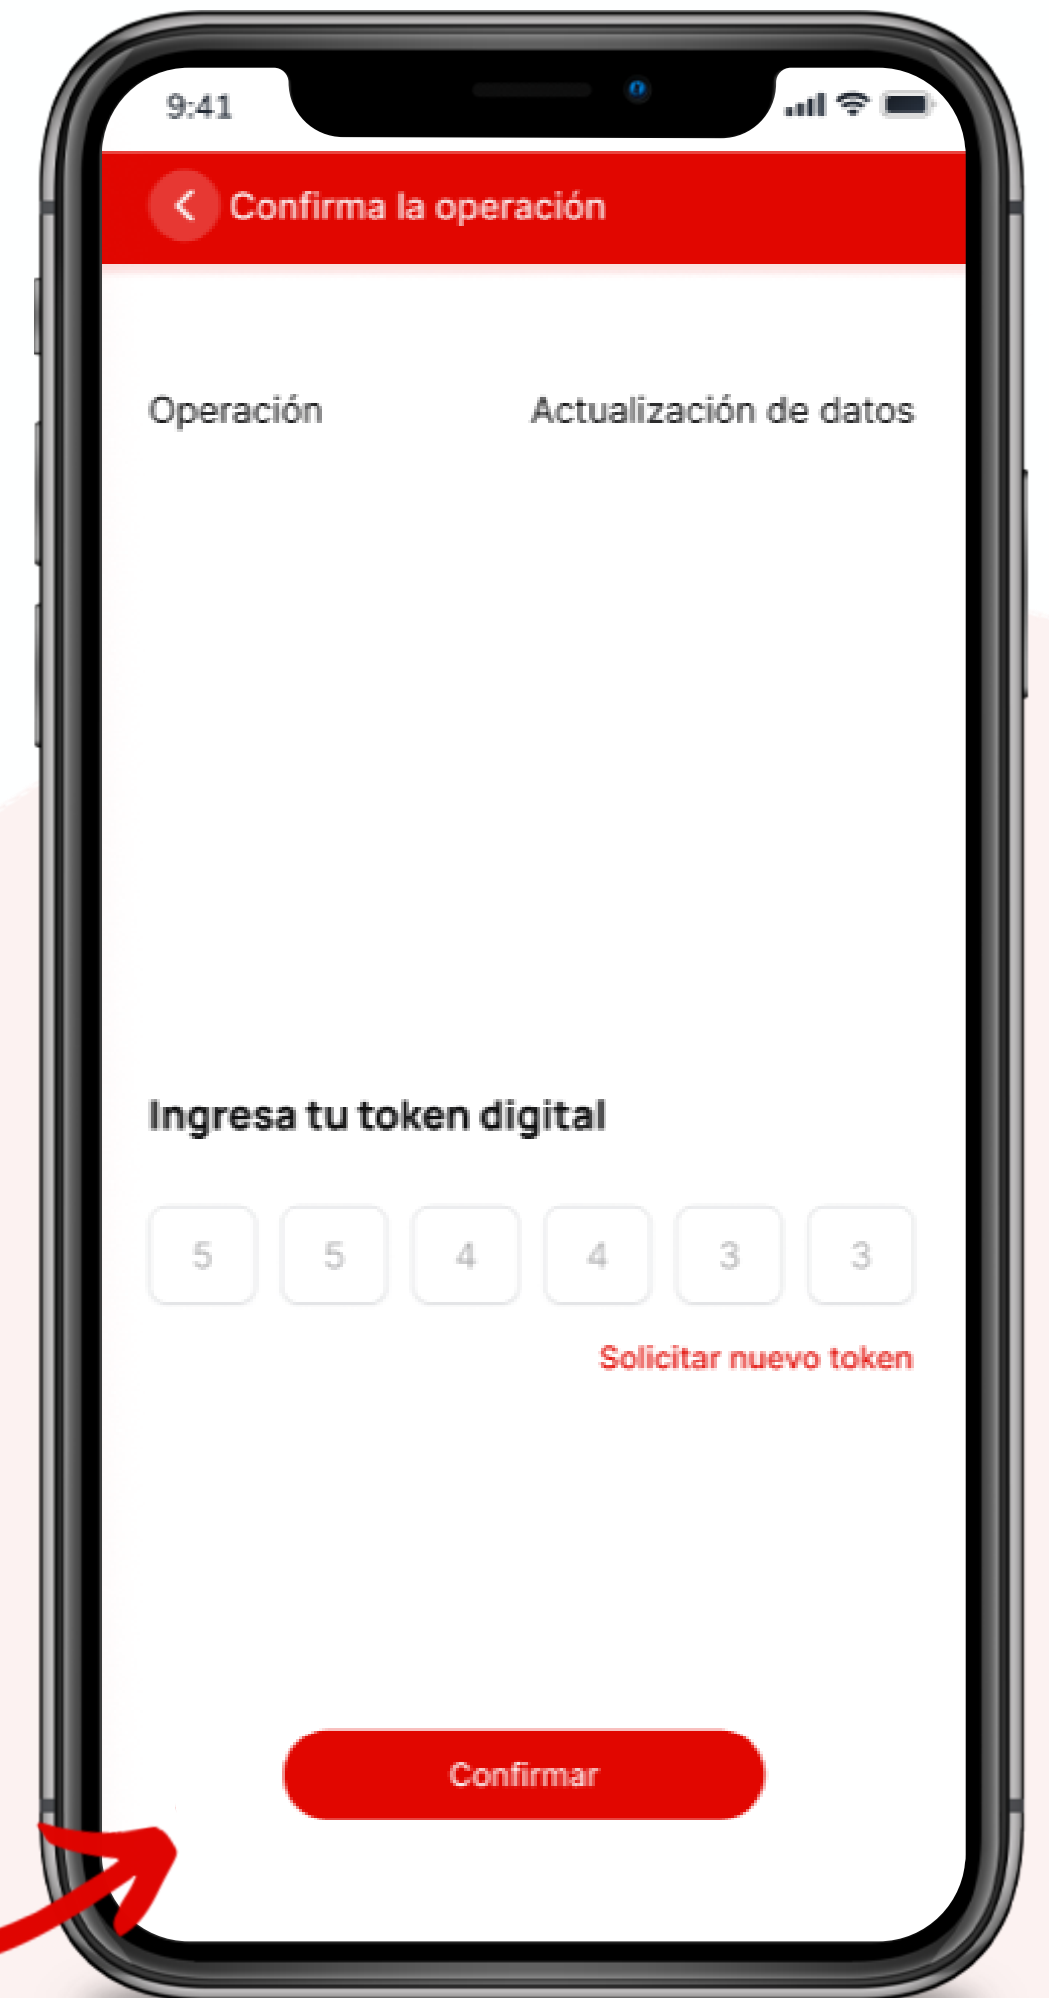 9:41
Confirma la operación
Operación Actualización de datos
Ingresa tu token digital
5 5 4 4 3 3
Solicitar nuevo token
Confirmar